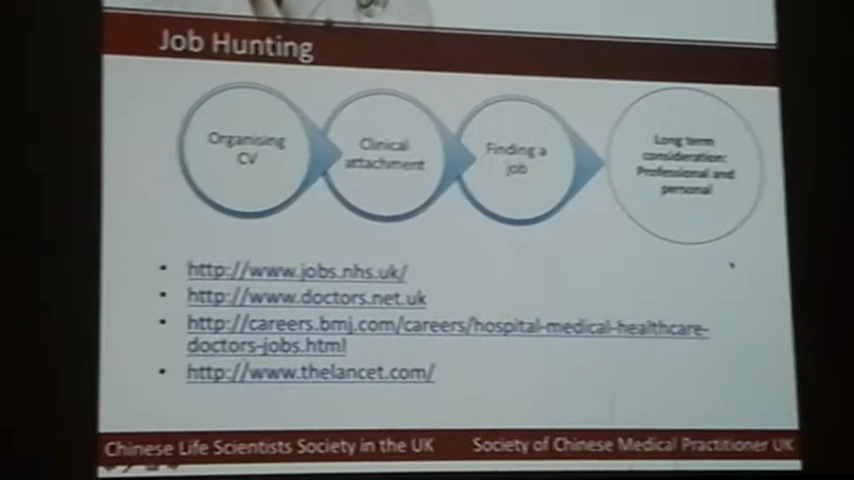 Job Hunting
Organising
CV
Clinical
attachment
Finding a
job
Long term
consideration:
Professional and
personal
• http://www.jobs.nhs.uk/
• http://www.doctors.net.uk
• http://careers.bmj.com/careers/hospital-medical-healthcare-
doctors-jobs.html
• http://www.thelancet.com/
Chinese Life Scientists Society in the UK
Society of Chinese Medical Practitioner UK